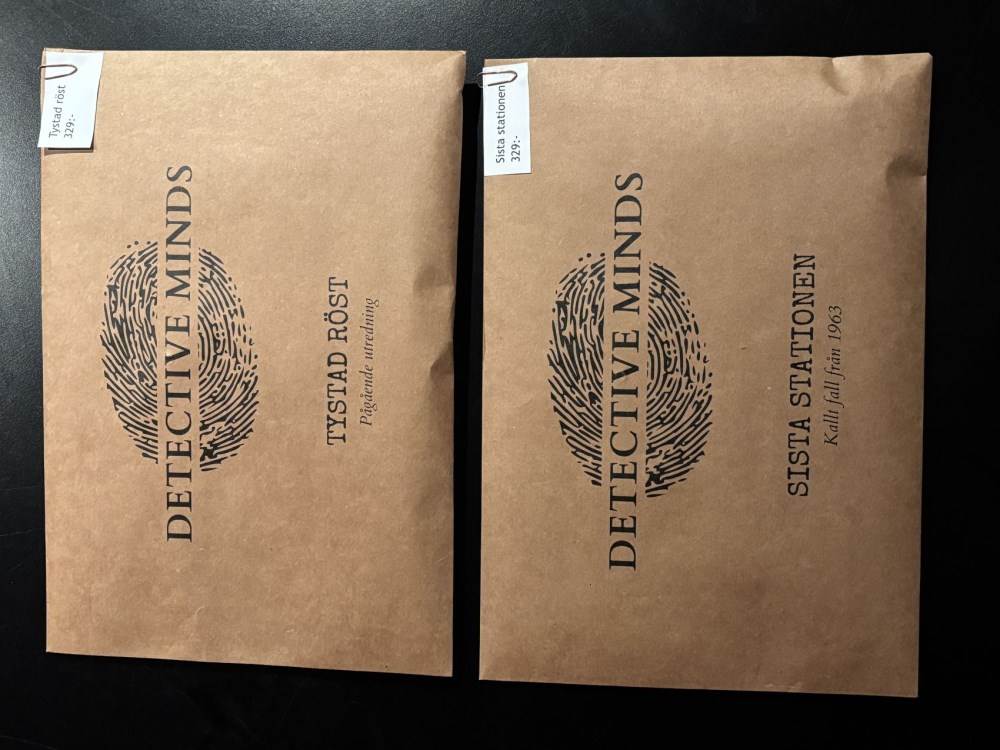 Tystad röst
329:-
DETECTIVE MINDS
TYSTAD RÖST
Pågående utredning
Sista stationen
329:-
DETECTIVE MINDS
SISTA STATIONEN
Kallt fall från 1963